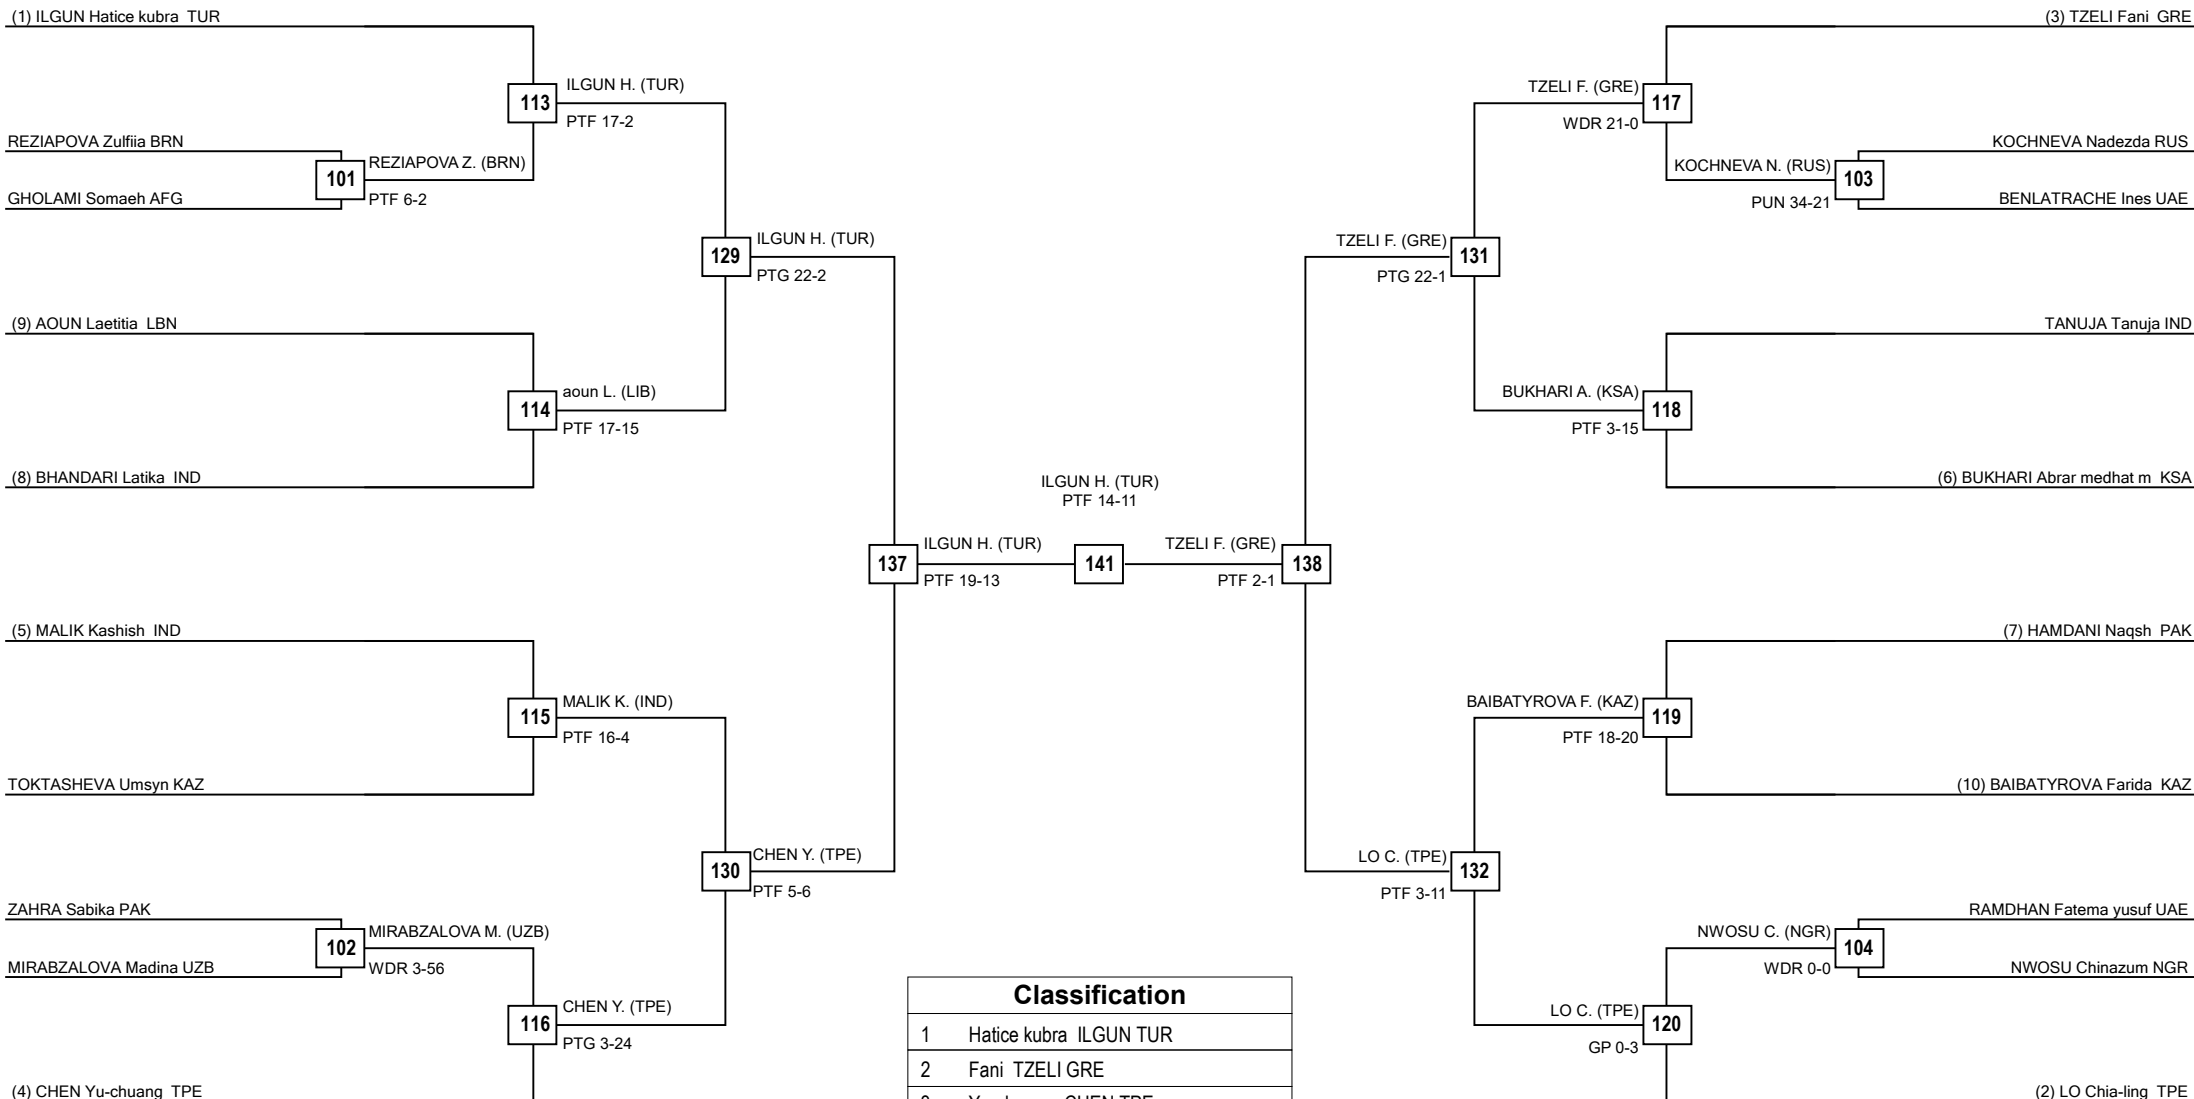 (1) ILGUN Hatice kubra TUR
113
ILGUN H. (TUR)
PTF 17-2
REZIAPOVA Zulfiia BRN
101
REZIAPOVA Z. (BRN)
PTF 6-2
GHOLAMI Somaeh AFG
129
ILGUN H. (TUR)
PTG 22-2
(9) AOUN Laetitia LBN
114
aoun L. (LIB)
PTF 17-15
(8) BHANDARI Latika IND
137
ILGUN H. (TUR)
PTF 19-13
(5) MALIK Kashish IND
115
MALIK K. (IND)
PTF 16-4
TOKTASHEVA Umsyn KAZ
130
CHEN Y. (TPE)
PTF 5-6
ZAHRA Sabika PAK
102
MIRABZALOVA M. (UZB)
WDR 3-56
MIRABZALOVA Madina UZB
116
CHEN Y. (TPE)
PTG 3-24
(4) CHEN Yu-chuang TPE
ILGUN H. (TUR)
PTF 14-11
141
(3) TZELI Fani GRE
TZELI F. (GRE)
117
WDR 21-0
KOCHNEVA Nadezda RUS
KOCHNEVA N. (RUS)
103
PUN 34-21
BENLATRACHE Ines UAE
TZELI F. (GRE)
131
PTG 22-1
TANUJA Tanuja IND
BUKHARI A. (KSA)
118
PTF 3-15
(6) BUKHARI Abrar medhat m KSA
TZELI F. (GRE)
138
PTF 2-1
(7) HAMDANI Naqsh PAK
BAIBATYROVA F. (KAZ)
119
PTF 18-20
(10) BAIBATYROVA Farida KAZ
LO C. (TPE)
132
PTF 3-11
RAMDHAN Fatema yusuf UAE
NWOSU C. (NGR)
104
WDR 0-0
NWOSU Chinazum NGR
LO C. (TPE)
120
GP 0-3
(2) LO Chia-ling TPE
Classification
1 Hatice kubra ILGUN TUR
2 Fani TZELI GRE